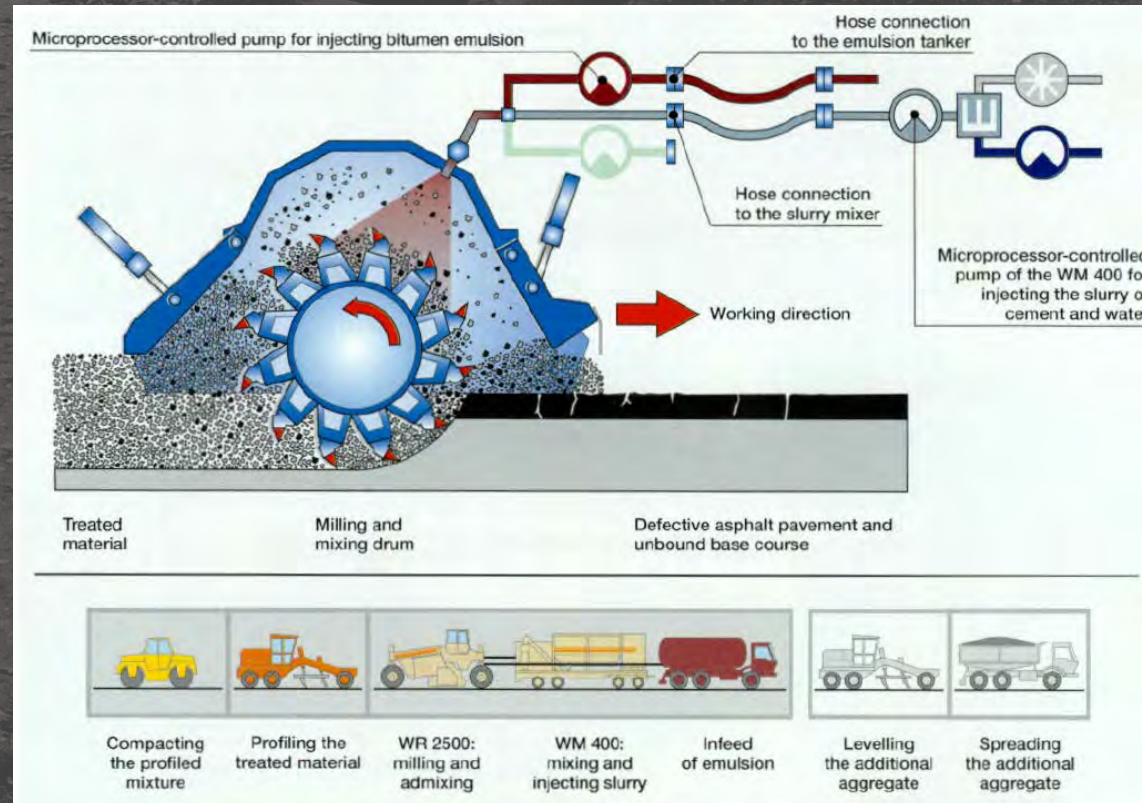 Microprocessor-controlled pump for injecting bitumen emulsion
Hose connection
to the emulsion tanker
Hose connection
to the slurry mixer
Microprocessor-controlled
pump of the WM 400 fo
injecting the slurry o
cement and wate
Working direction
Treated
material
Milling and
mixing drum
Defective asphalt pavement and
unbound base course
Compacting
the profiled
mixture
Profiling the
treated material
WR 2500:
milling and
admixing
WM 400:
mixing and
injecting slurry
Infeed
of emulsion
Levelling
the additional
aggregate
Spreading
the additional
aggregate